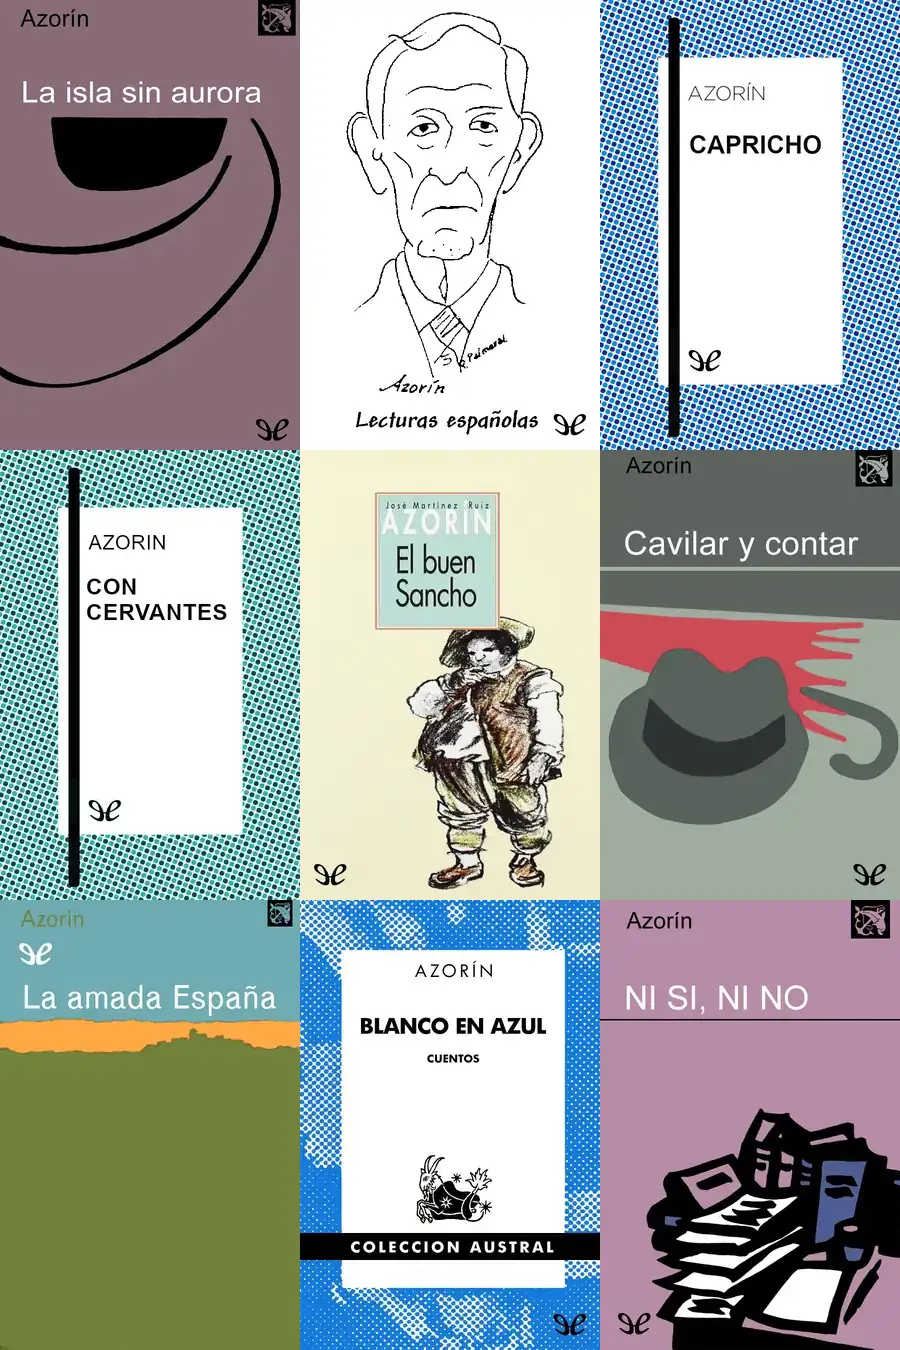 Azorín
La isla sin aurora
R. Palmarol
Azorín
Lecturas españolas
AZORÍN
CAPRICHO
AZORIN
CON
CERVANTES
José Martínez Ruiz
AZORÍN
El buen
Sancho
Azorín
Cavilar y contar
Azorín
La amada España
AZORÍN
BLANCO EN AZUL
CUENTOS
COLECCION AUSTRAL
Azorín
NI SI, NI NO